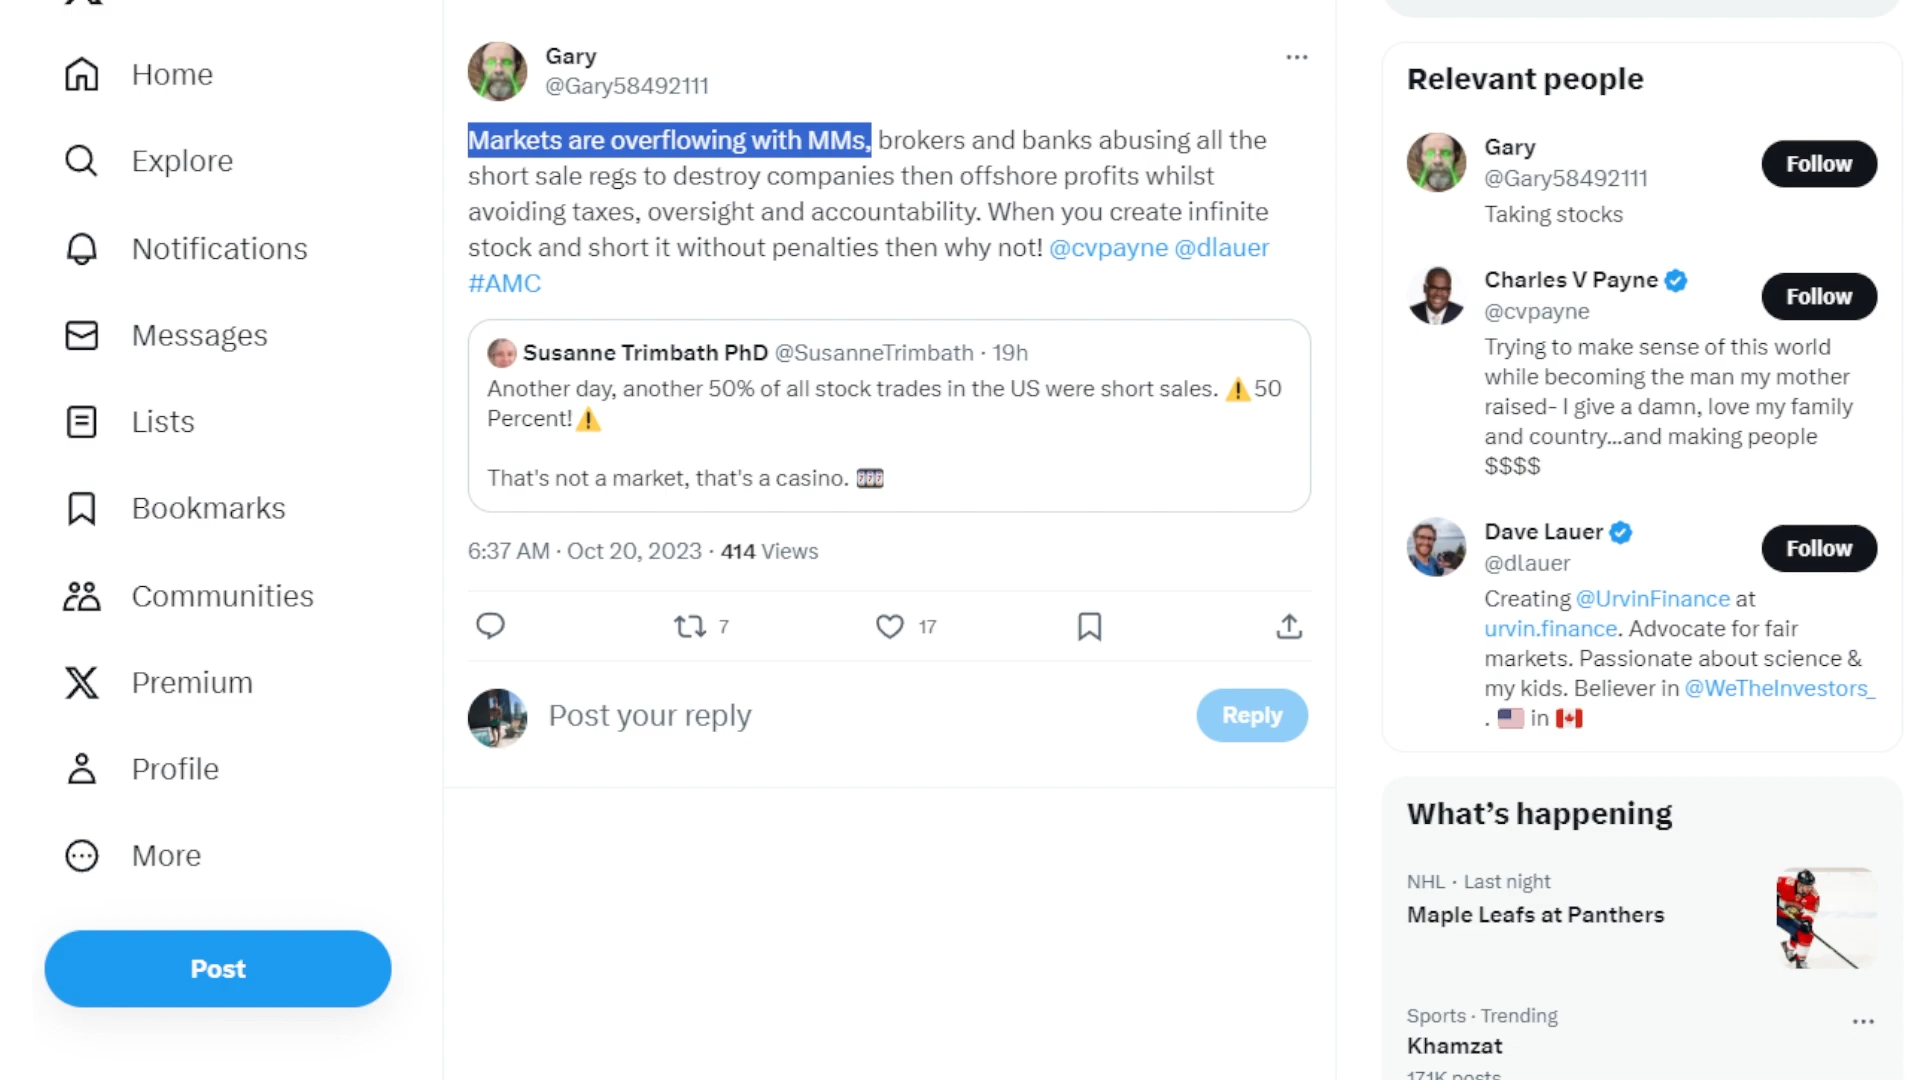 Home
Explore
Notifications
Messages
Lists
Bookmarks
Communities
Premium
Profile
More
Post
Gary
@Gary58492111
Markets are overflowing with MMs, brokers and banks abusing all the
short sale regs to destroy companies then offshore profits whilst
avoiding taxes, oversight and accountability. When you create infinite
stock and short it without penalties then why not! @cvpayne @dlauer
#AMC
Susanne Trimbath PhD @SusanneTrimbath · 19h
Another day, another 50% of all stock trades in the US were short sales. ⚠️50
Percent!⚠️
That's not a market, that's a casino. 🎰
6:37 AM · Oct 20, 2023 · 414 Views
7
17
Post your reply
Reply
Relevant people
Gary
@Gary58492111
Follow
Taking stocks
Charles V Payne
@cvpayne
Follow
Trying to make sense of this world
while becoming the man my mother
raised- I give a damn, love my family
and country...and making people
$$$$
Dave Lauer
@dlauer
Follow
Creating @UrvinFinance at
urvin.finance. Advocate for fair
markets. Passionate about science &
my kids. Believer in @WeTheInvestors_
. 🇺🇸 in 🇨🇦
What's happening
NHL · Last night
Maple Leafs at Panthers
Sports · Trending
Khamzat
171K posts